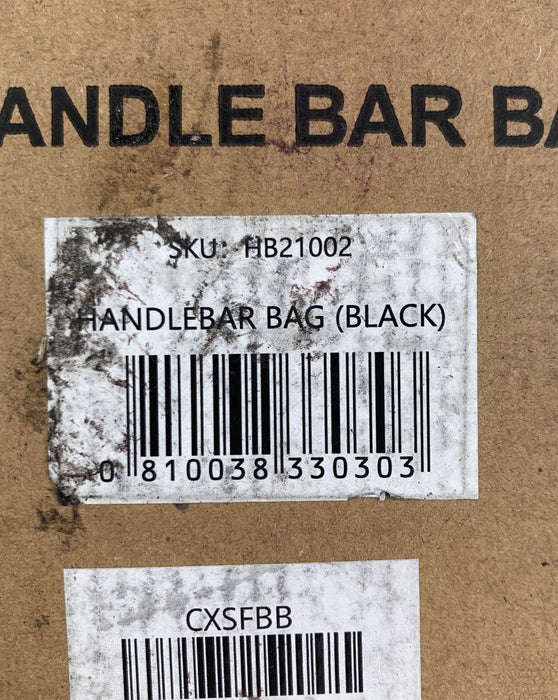 ANDLE BAR BA
SKU: HB21002
HANDLEBAR BAG (BLACK)
0 810038 330303
CXSFBB